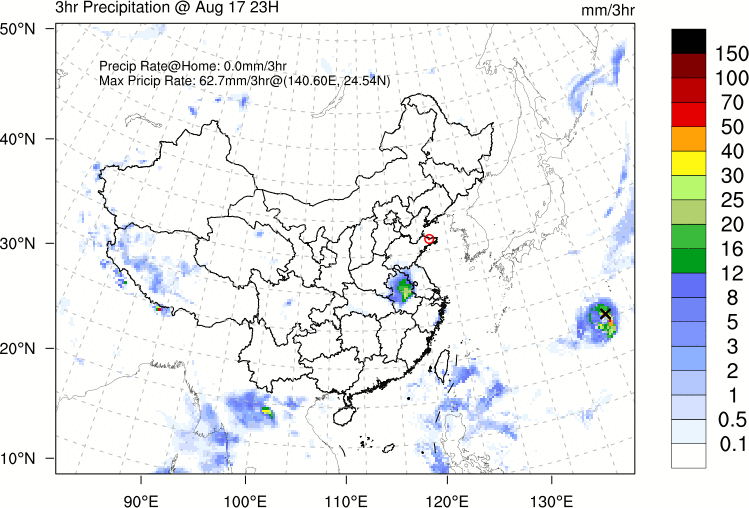 3hr Precipitation @ Aug 17 23H
mm/3hr
50°N
Precip Rate@Home: 0.0mm/3hr
Max Pricip Rate: 62.7mm/3hr@(140.60E, 24.54N)
40°N
30°N
20°N
10°N
90°E 100°E 110°E 120°E 130°E
150
100
70
50
40
30
25
20
16
12
8
5
3
2
1
0.5
0.1